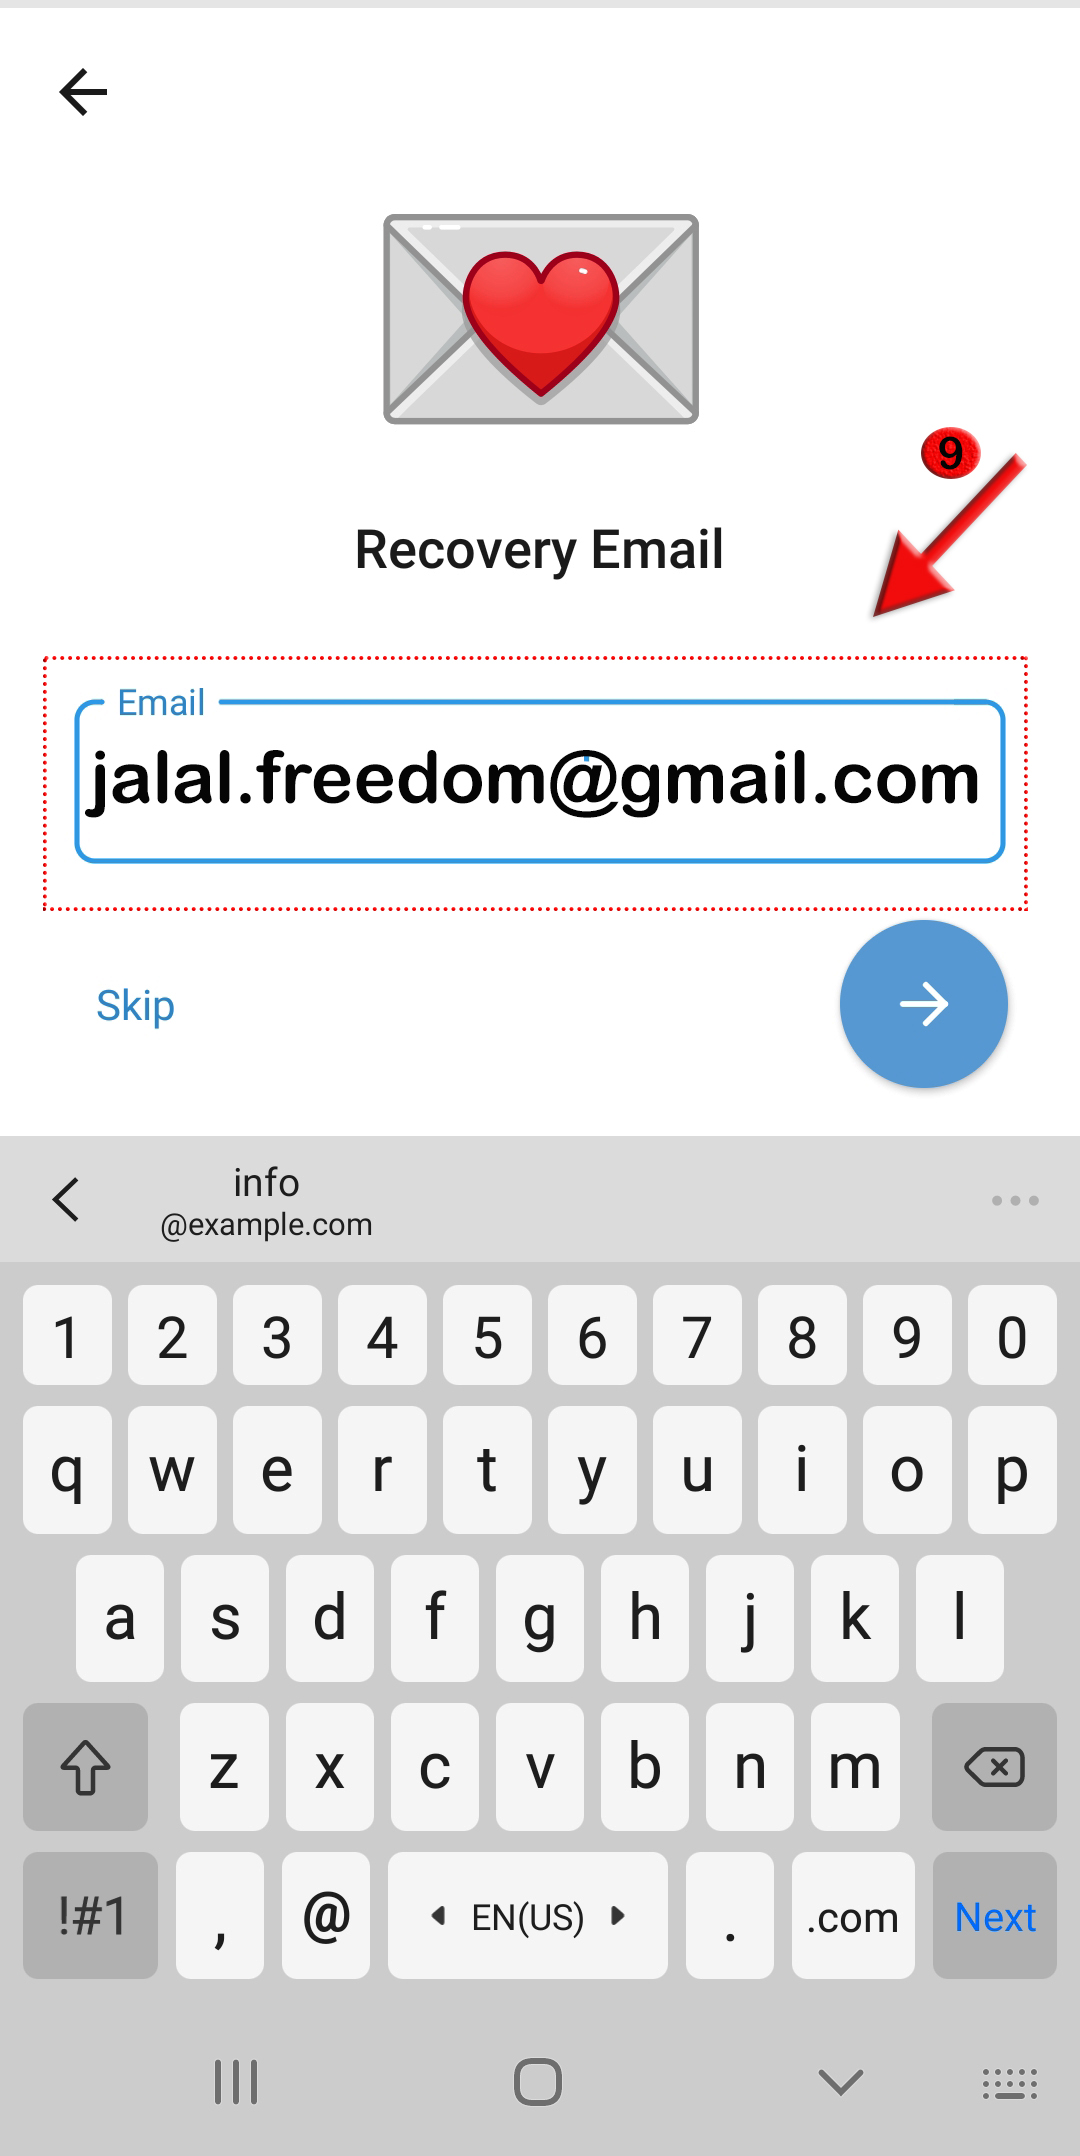 9
Recovery Email
Email
jalal.freedom@gmail.com
Skip
info
@example.com
1 2 3 4 5 6 7 8 9 0
q w e r t y u i o p
a s d f g h j k l
z x c v b n m
!#1 , @ EN(US) . .com Next